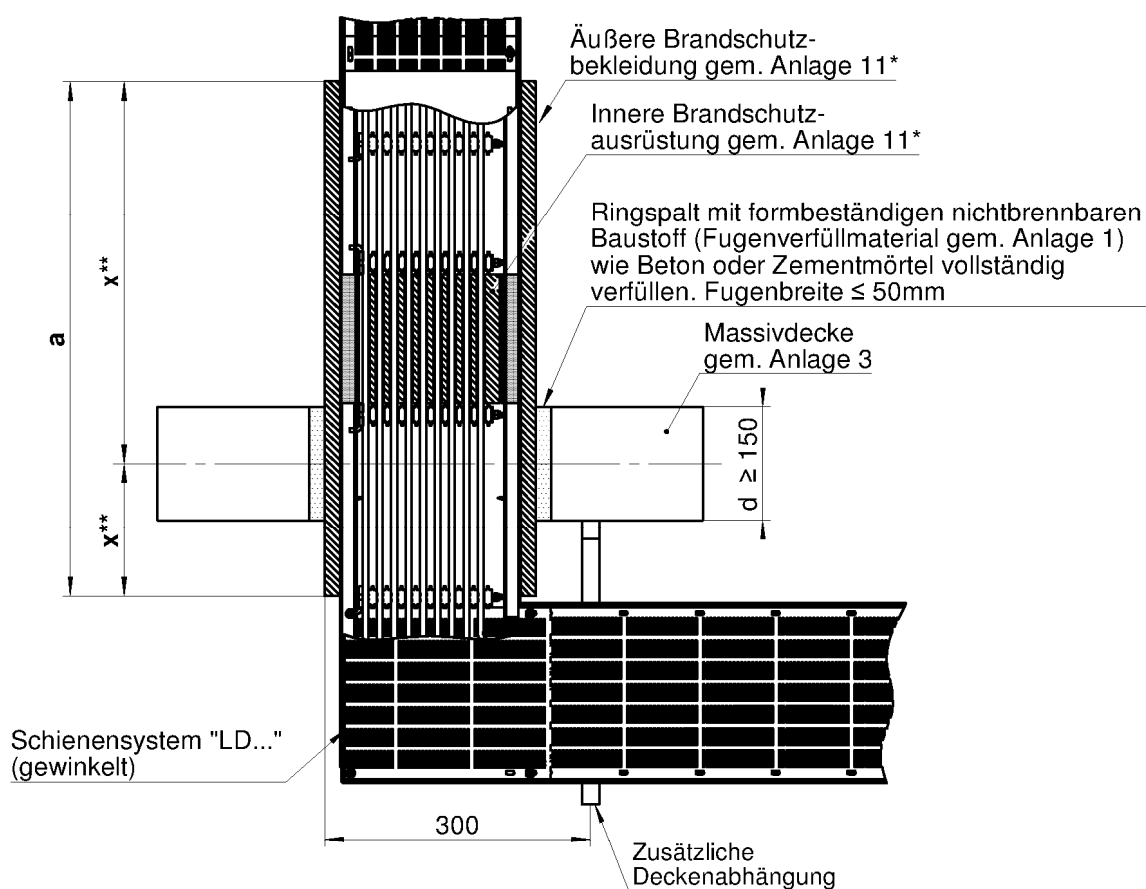 Äußere Brandschutz-
bekleidung gem. Anlage 11*
Innere Brandschutz-
ausrüstung gem. Anlage 11*
Ringspalt mit formbeständigen nichtbrennbaren
Baustoff (Fugenverfüllmaterial gem. Anlage 1)
wie Beton oder Zementmörtel vollständig
verfüllen. Fugenbreite ≤ 50mm
Massivdecke
gem. Anlage 3
x**
a
d ≥ 150
x**
Schienensystem "LD..."
(gewinkelt)
300
Zusätzliche
Deckenabhängung